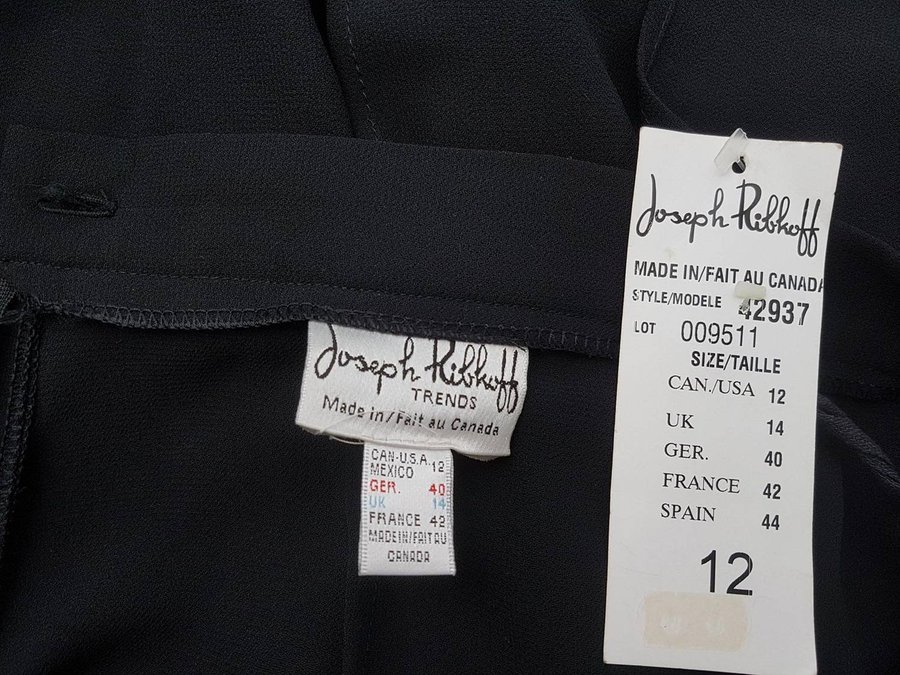 Joseph Ribkoff
TRENDS
Made in/Fait au Canada
CAN-U.S.A. 12
MEXICO
GER. 40
UK 14
FRANCE 42
MADE IN/FAIT AU
CANADA
Joseph Ribkoff
MADE IN/FAIT AU CANADA
STYLE/MODELE 42937
LOT 009511
SIZE/TAILLE
CAN./USA 12
UK 14
GER. 40
FRANCE 42
SPAIN 44
12